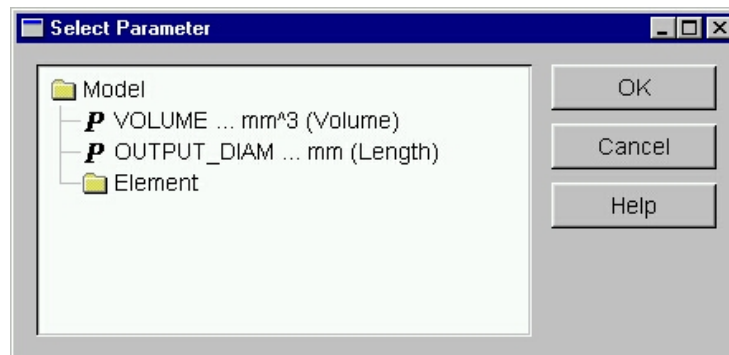 Select Parameter
Model
P VOLUME ... mm^3 (Volume)
P OUTPUT_DIAM ... mm (Length)
Element
OK
Cancel
Help